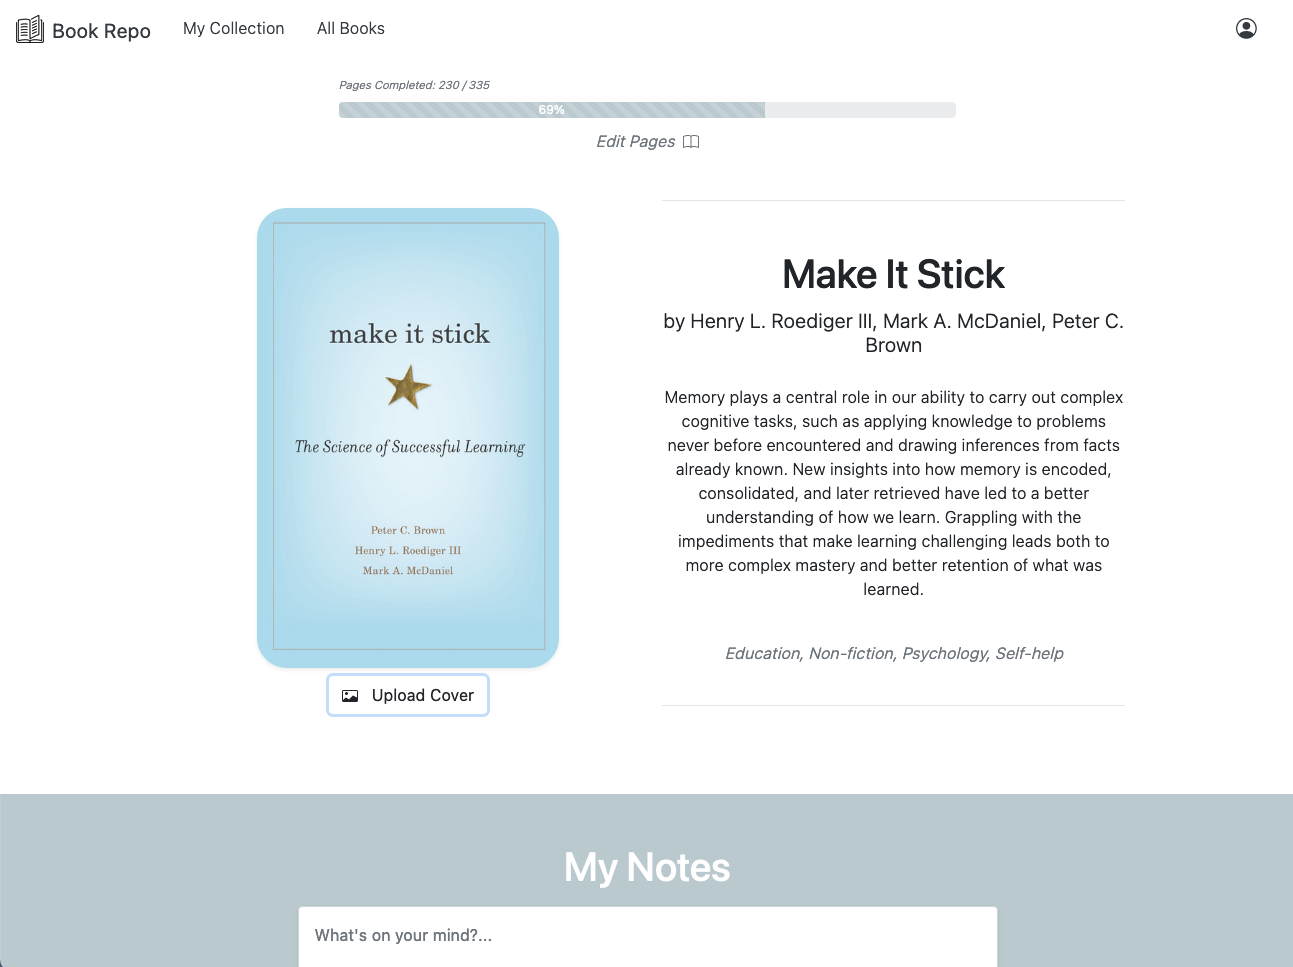 Book Repo
My Collection
All Books
Pages Completed: 230 / 335
69%
Edit Pages
make it stick
The Science of Successful Learning
Peter C. Brown
Henry L. Roediger III
Mark A. McDaniel
Upload Cover
Make It Stick
by Henry L. Roediger III, Mark A. McDaniel, Peter C.
Brown
Memory plays a central role in our ability to carry out complex
cognitive tasks, such as applying knowledge to problems
never before encountered and drawing inferences from facts
already known. New insights into how memory is encoded,
consolidated, and later retrieved have led to a better
understanding of how we learn. Grappling with the
impediments that make learning challenging leads both to
more complex mastery and better retention of what was
learned.
Education, Non-fiction, Psychology, Self-help
My Notes
What's on your mind?...